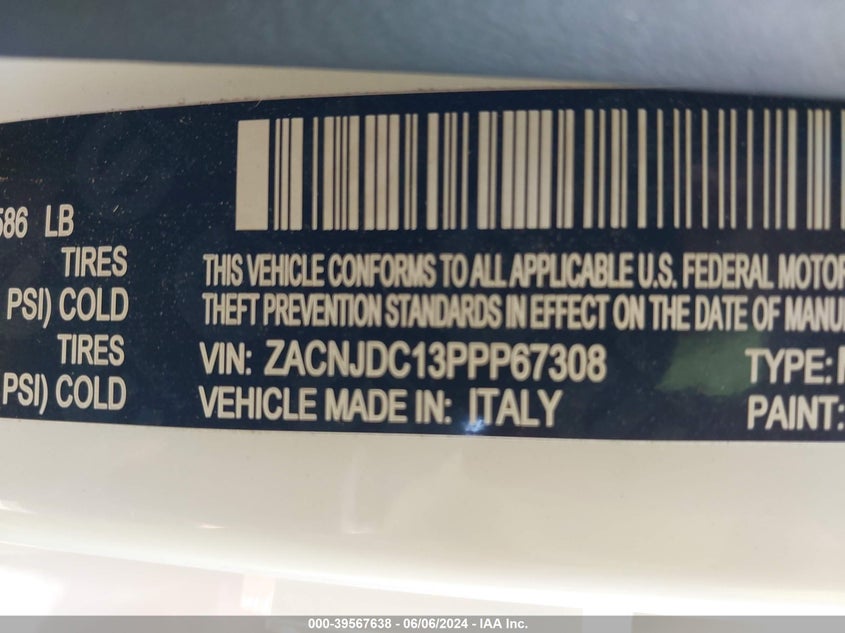 586 LB
TIRES
PSI) COLD
TIRES
PSI) COLD
THIS VEHICLE CONFORMS TO ALL APPLICABLE U.S. FEDERAL MOTOR
THEFT PREVENTION STANDARDS IN EFFECT ON THE DATE OF MANU
VIN: ZACNJDC13PPP67308
TYPE:
VEHICLE MADE IN: ITALY
PAINT:
000-39567638 - 06/06/2024 - IAA Inc.